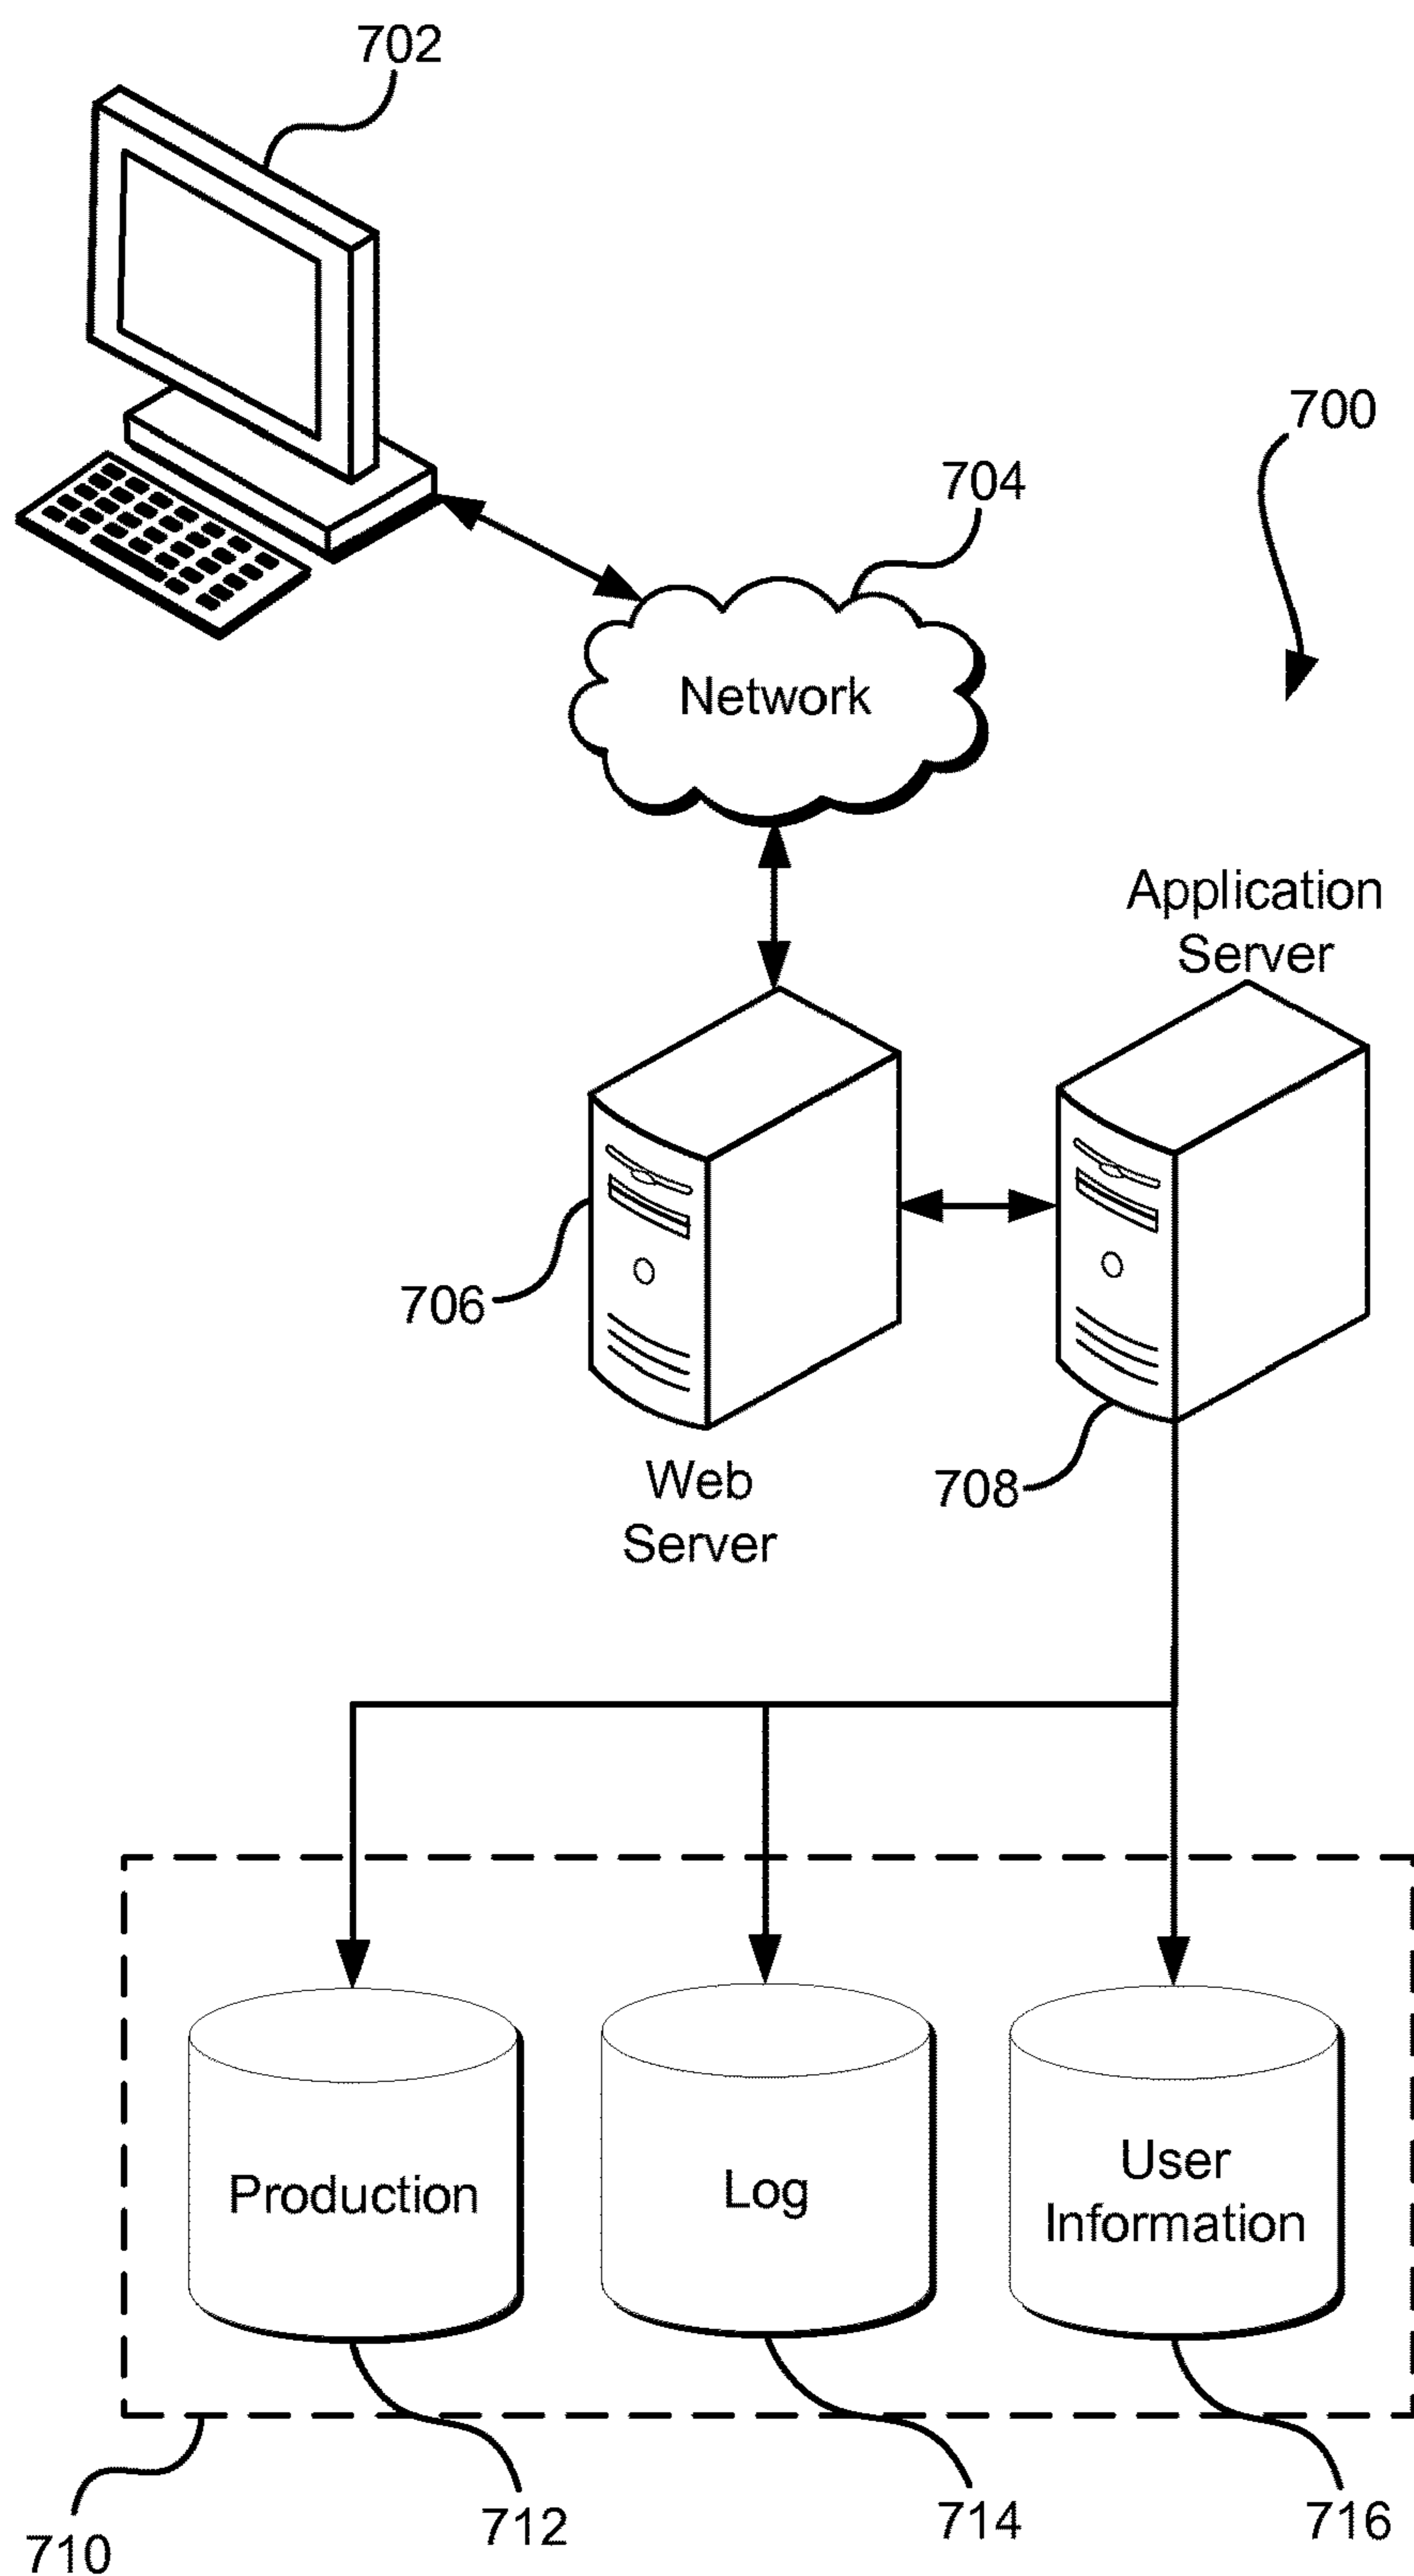 702
700
704
Network
Application
Server
706
708
Web
Server
Production
Log
User
Information
710
712
714
716